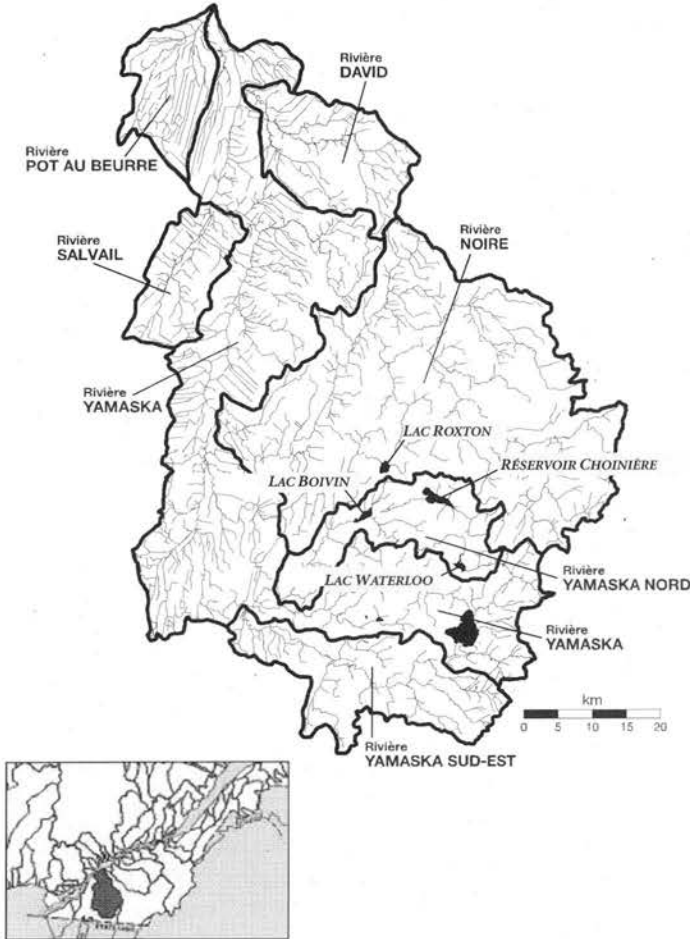 Rivière
DAVID
Rivière
POT AU BEURRE
Rivière
NOIRE
Rivière
SALVAIL
Rivière
YAMASKA
LAC ROXTON
RÉSERVOIR CHOINIÈRE
LAC BOIVIN
Rivière
YAMASKA NORD
LAC WATERLOO
Rivière
YAMASKA
km
0 5 10 15 20
Rivière
YAMASKA SUD-EST